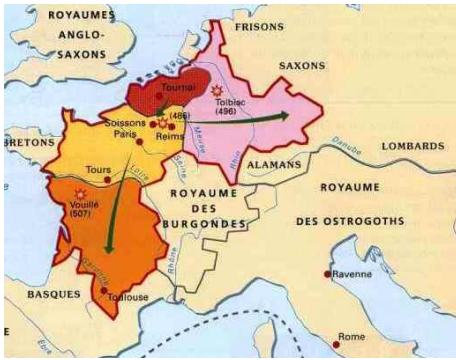 ROYAUMES
ANGLO-
SAXONS
FRISONS
SAXONS
Tournai
Tolbiac
(496)
Soissons
(486)
Paris
Reims
BRETONS
Meuse
Rhin
Seine
Danube
LOMBARDS
ALAMANS
Tours
Loire
Vouillé
(507)
ROYAUME
DES
BURGONDES
ROYAUME
DES OSTROGOTHS
Rhône
Garonne
Toulouse
BASQUES
Ravenne
Rome
E
Ebre